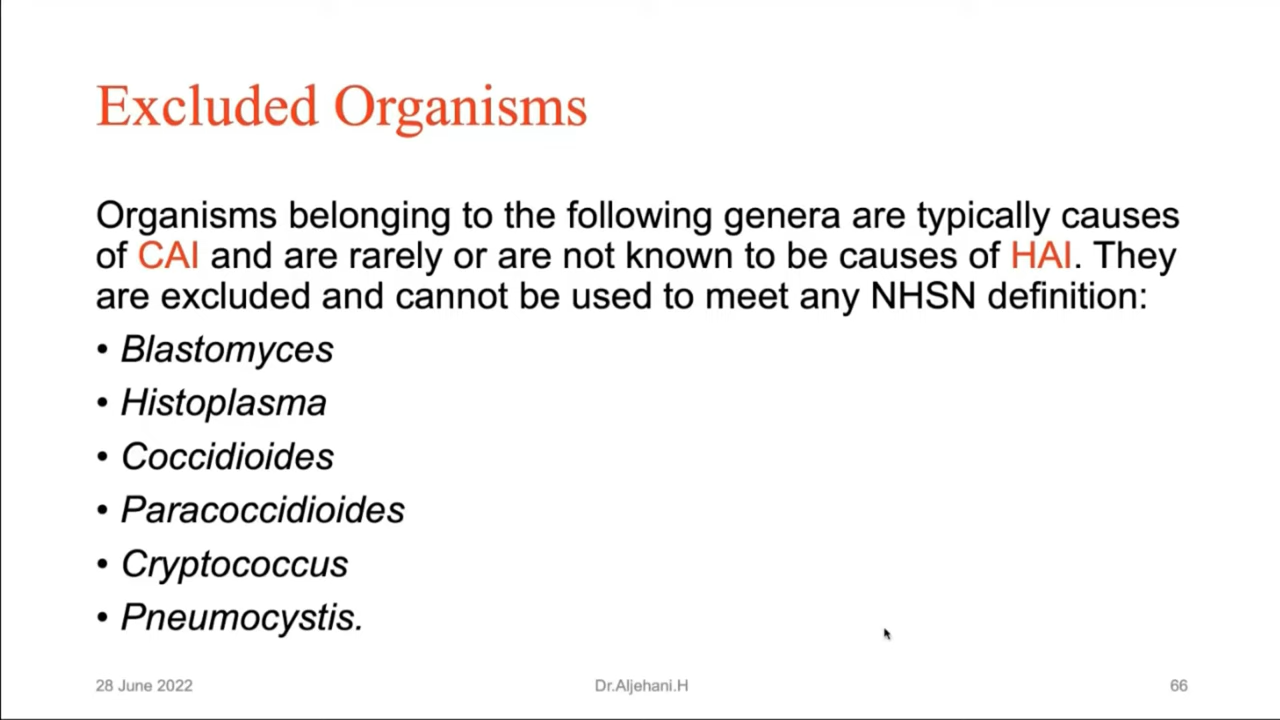 Excluded Organisms
Organisms belonging to the following genera are typically causes
of CAI and are rarely or are not known to be causes of HAI. They
are excluded and cannot be used to meet any NHSN definition:
• Blastomyces
• Histoplasma
• Coccidioides
• Paracoccidioides
• Cryptococcus
• Pneumocystis.
28 June 2022
Dr.Aljehani.H
66